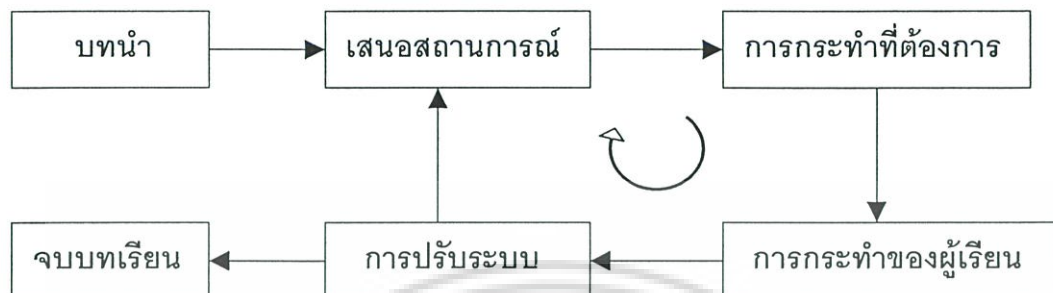 บทนำ
เสนอสถานการณ์
การกระทำที่ต้องการ
จบบทเรียน
การปรับระบบ
การกระทำของผู้เรียน